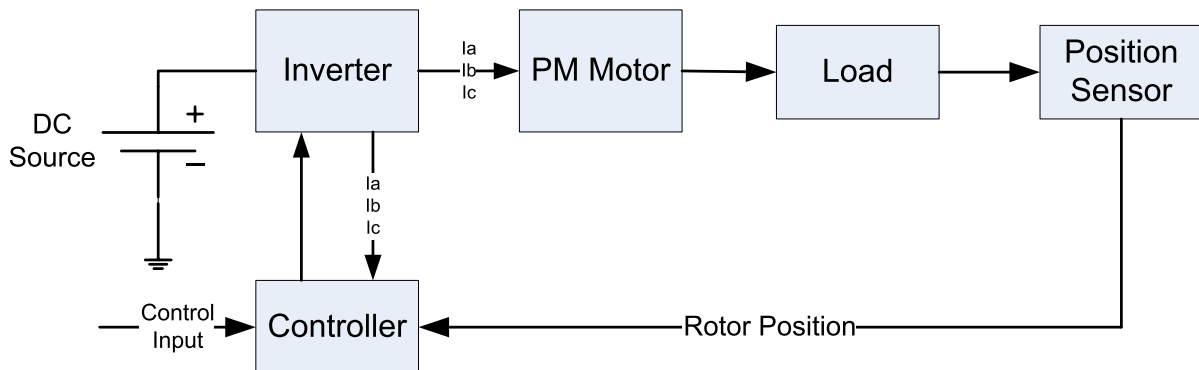 Inverter
Ia
Ib
Ic
PM Motor
Load
Position
Sensor
DC
Source
+
−
Ia
Ib
Ic
Control
Input
Controller
Rotor Position